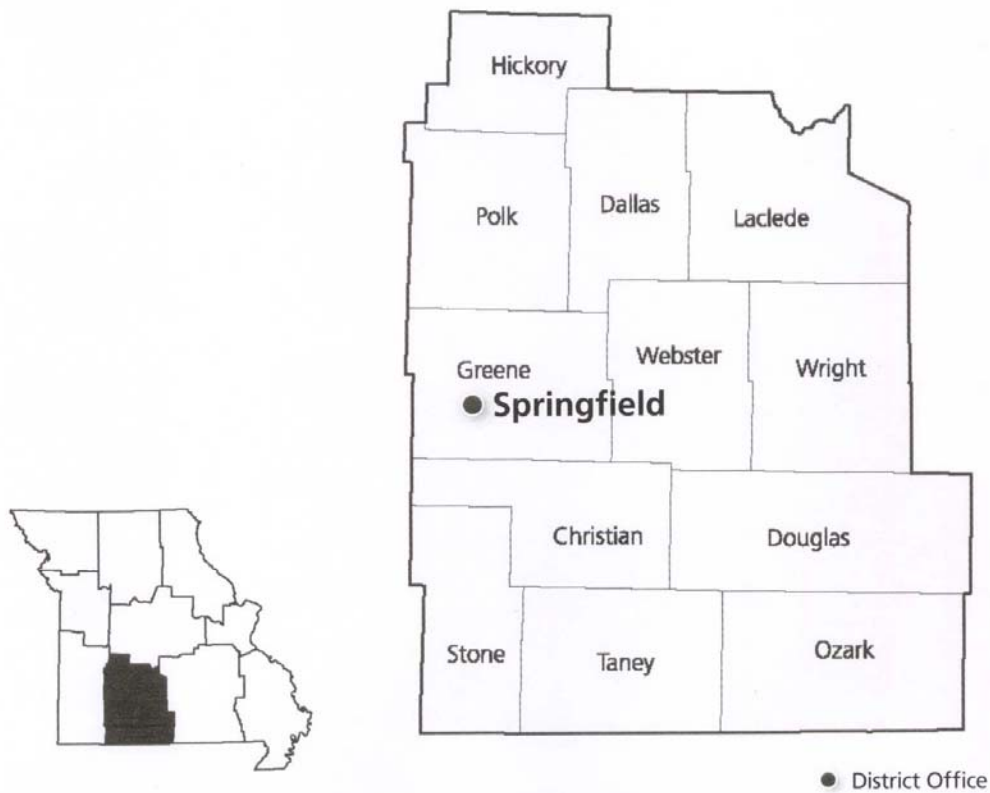 Hickory
Polk
Dallas
Laclede
Greene
Webster
Wright
Springfield
Christian
Douglas
Stone
Taney
Ozark
District Office